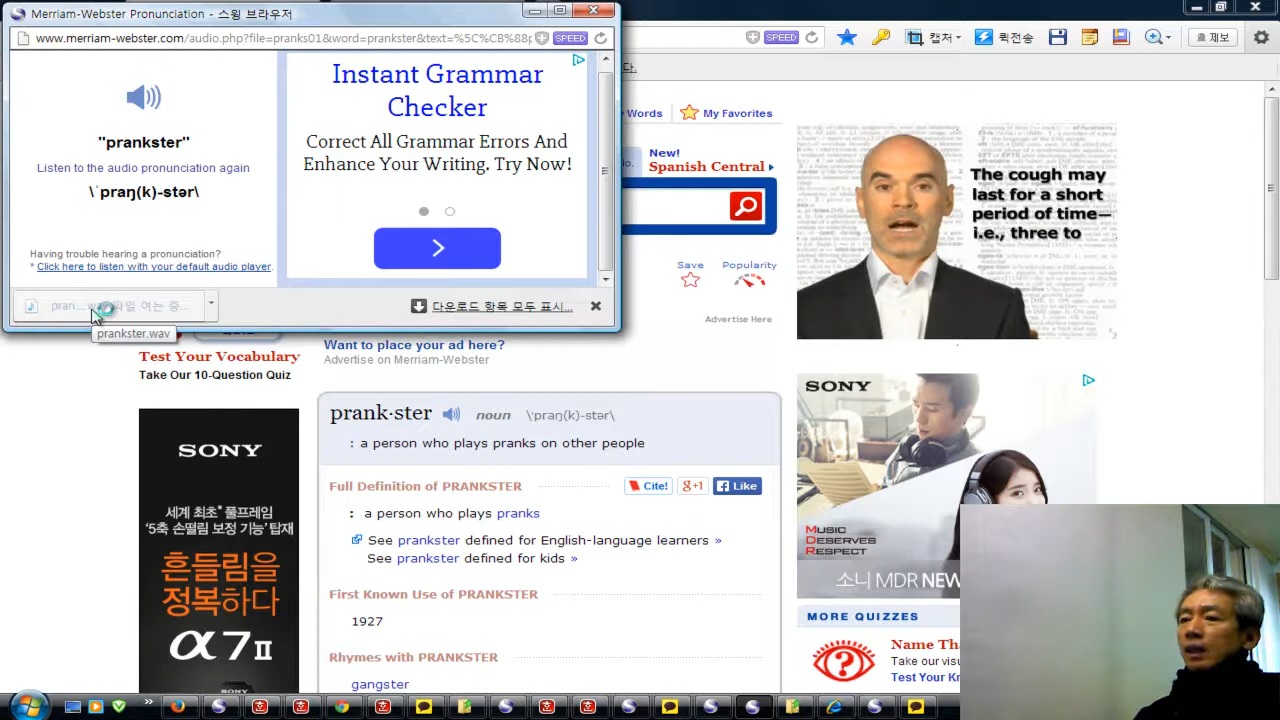 Merriam-Webster Pronunciation - 스윙 브라우저
www.merriam-webster.com/audio.php?file=pranks01&word=prankster&text=%5C%CB%88p
SPEED
SPEED
캡처
퀵전송
제보
다.
"prankster"
Listen to the audio pronunciation again
\ˈpraŋ(k)-stər\
Having trouble hearing a pronunciation?
* Click here to listen with your default audio player.
Instant Grammar
Checker
Correct All Grammar Errors And
Enhance Your Writing. Try Now!
파일 여는 중...
다운로드 항목 모두 표시...
prankster.wav
y Words
My Favorites
New!
Spanish Central
Save
Popularity
Advertise Here
The cough may
last for a short
period of time—
i.e., three to
Test Your Vocabulary
Take Our 10-Question Quiz
Want to place your ad here?
Advertise on Merriam-Webster
SONY
세계 최초* 풀프레임
'5축 손떨림 보정 기능' 탑재
흔들림을
정복하다
α7II
SONY
prank·ster noun \ˈpraŋ(k)-stər\
: a person who plays pranks on other people
Full Definition of PRANKSTER
Cite!
+1
Like
: a person who plays pranks
See prankster defined for English-language learners »
See prankster defined for kids »
First Known Use of PRANKSTER
1927
Rhymes with PRANKSTER
gangster
SONY
MUSIC
DESERVES
RESPECT
소니 MDR NEW
MORE QUIZZES
Name Th
Take our visu
Test Your Kn